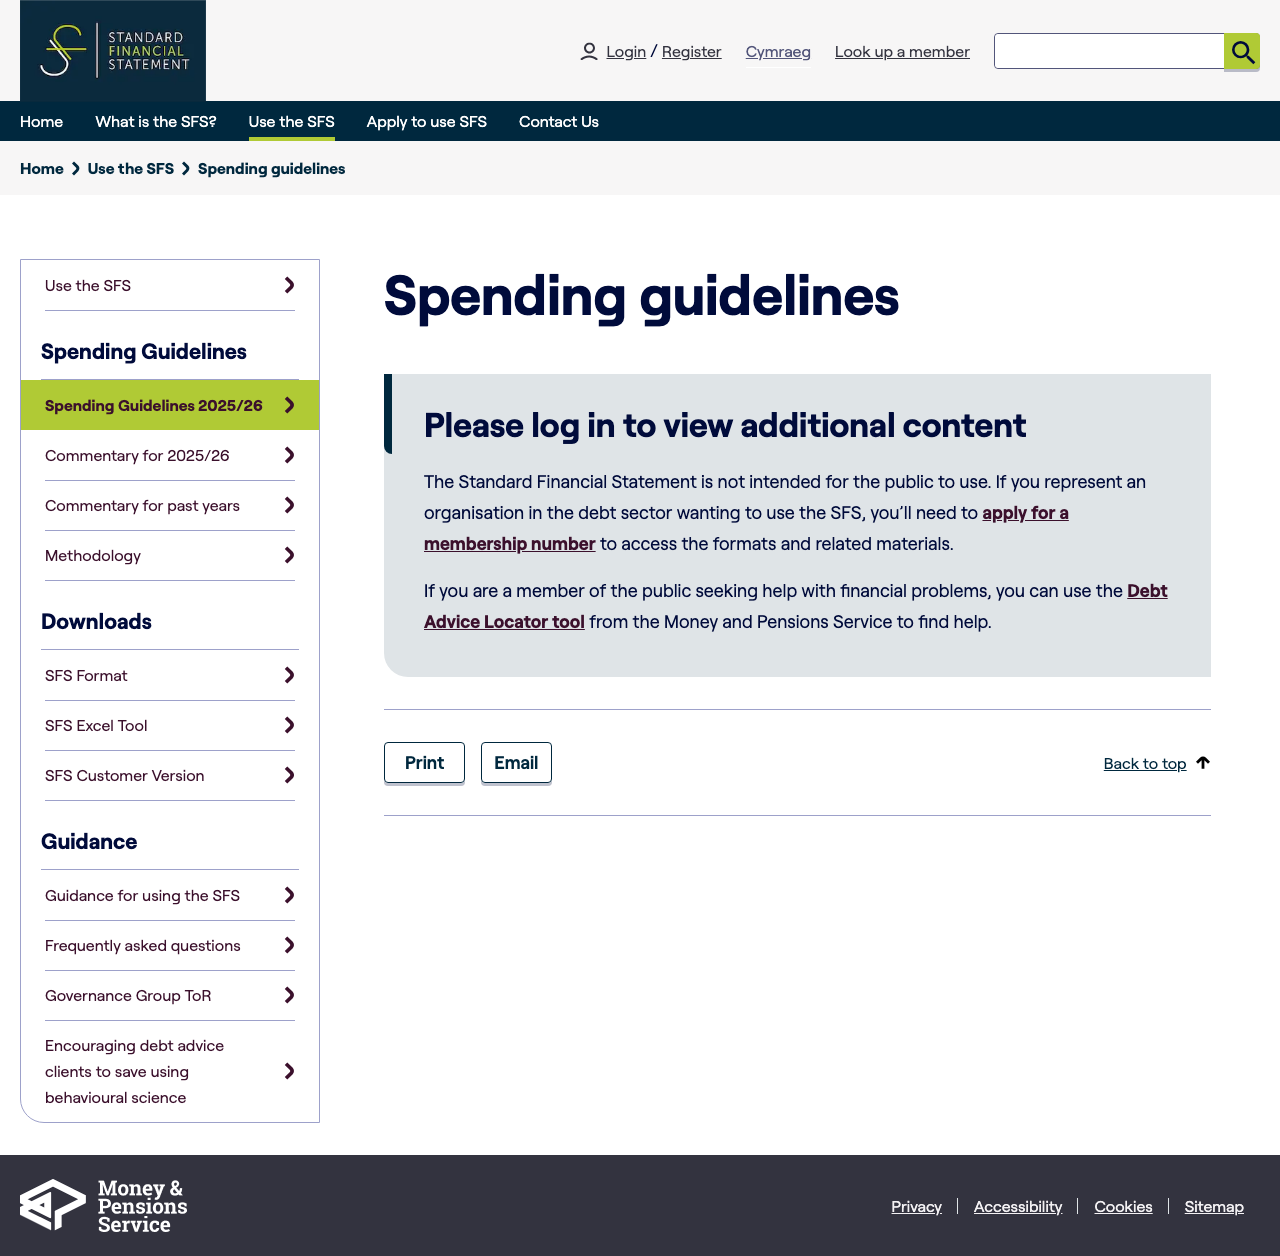 STANDARD
FINANCIAL
STATEMENT
Login / Register
Cymraeg
Look up a member
Home
What is the SFS?
Use the SFS
Apply to use SFS
Contact Us
Home
Use the SFS
Spending guidelines
Use the SFS
Spending Guidelines
Spending Guidelines 2025/26
Commentary for 2025/26
Commentary for past years
Methodology
Downloads
SFS Format
SFS Excel Tool
SFS Customer Version
Guidance
Guidance for using the SFS
Frequently asked questions
Governance Group ToR
Encouraging debt advice
clients to save using
behavioural science
Spending guidelines
Please log in to view additional content
The Standard Financial Statement is not intended for the public to use. If you represent an
organisation in the debt sector wanting to use the SFS, you’ll need to apply for a
membership number to access the formats and related materials.
If you are a member of the public seeking help with financial problems, you can use the Debt
Advice Locator tool from the Money and Pensions Service to find help.
Print
Email
Back to top
Money &
Pensions
Service
Privacy
Accessibility
Cookies
Sitemap